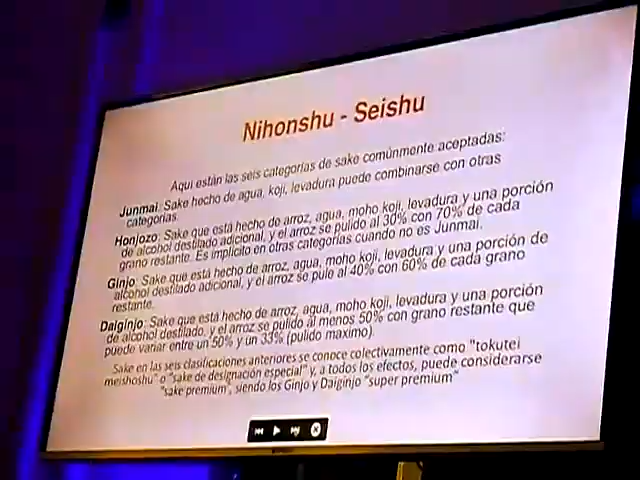 Nihonshu - Seishu
Aquí están las seis categorías de sake comúnmente aceptadas:
Junmai: Sake hecho de agua, koji, levadura puede combinarse con otras
categorías.
Honjozo: Sake que está hecho de arroz, agua, moho koji, levadura y una porción
de alcohol destilado adicional, y el arroz se pulido al 30% con 70% de cada
grano restante. Es implícito en otras categorías cuando no es Junmai.
Ginjo: Sake que está hecho de arroz, agua, moho koji, levadura y una porción de
alcohol destilado adicional, y el arroz se pule al 40% con 60% de cada grano
restante.
Daiginjo: Sake que está hecho de arroz, agua, moho koji, levadura y una porción
de alcohol destilado, y el arroz se pulido al menos 50% con grano restante que
puede variar entre un 50% y un 33% (pulido maximo).
Sake en las seis clasificaciones anteriores se conoce colectivamente como "tokutei
meishoshu" o "sake de designación especial" y, a todos los efectos, puede considerarse
"sake premium", siendo los Ginjo y Daiginjo "super premium"